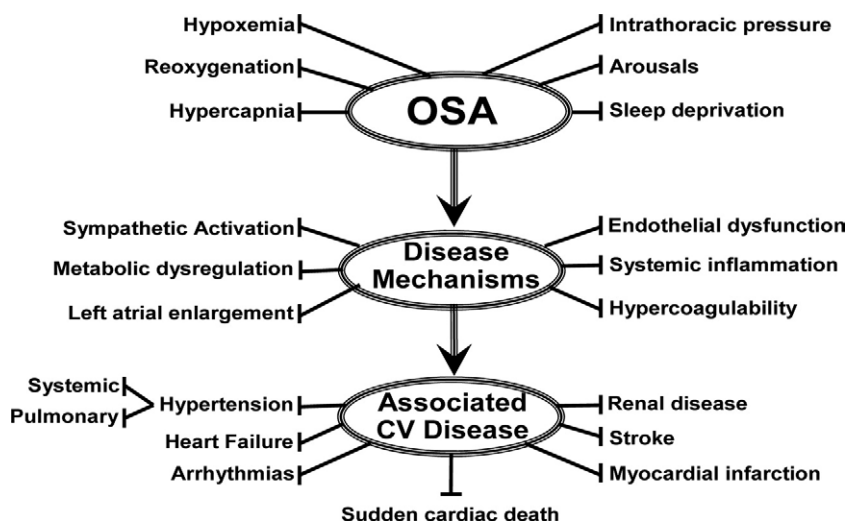 Hypoxemia
Intrathoracic pressure
Reoxygenation
Arousals
Hypercapnia
OSA
Sleep deprivation
Sympathetic Activation
Endothelial dysfunction
Metabolic dysregulation
Disease
Mechanisms
Systemic inflammation
Left atrial enlargement
Hypercoagulability
Systemic
Pulmonary
Hypertension
Associated
CV Disease
Renal disease
Heart Failure
Stroke
Arrhythmias
Myocardial infarction
Sudden cardiac death